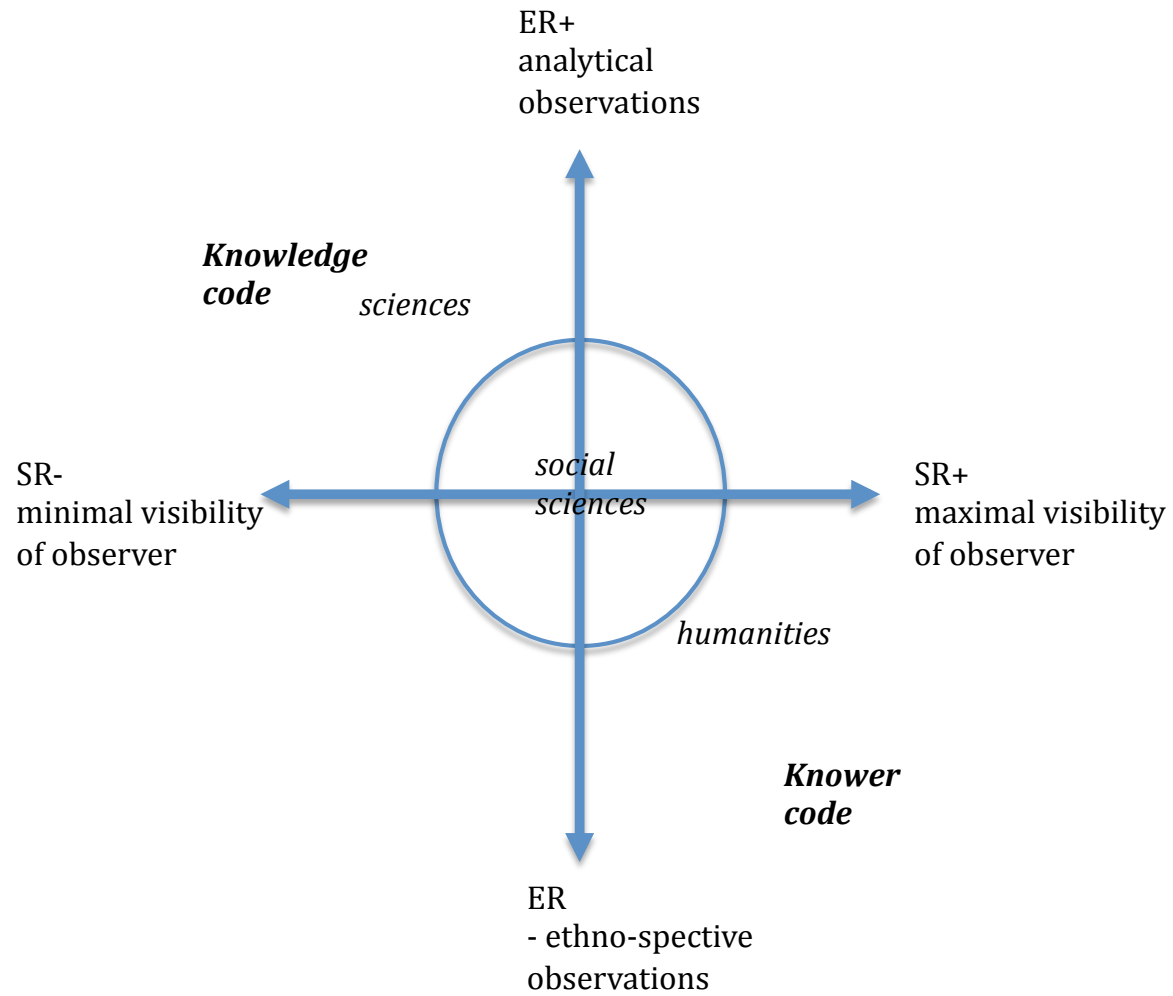 ER+
analytical
observations
Knowledge
code
sciences
social
sciences
SR-
minimal visibility
of observer
SR+
maximal visibility
of observer
humanities
Knower
code
ER
- ethno-spective
observations